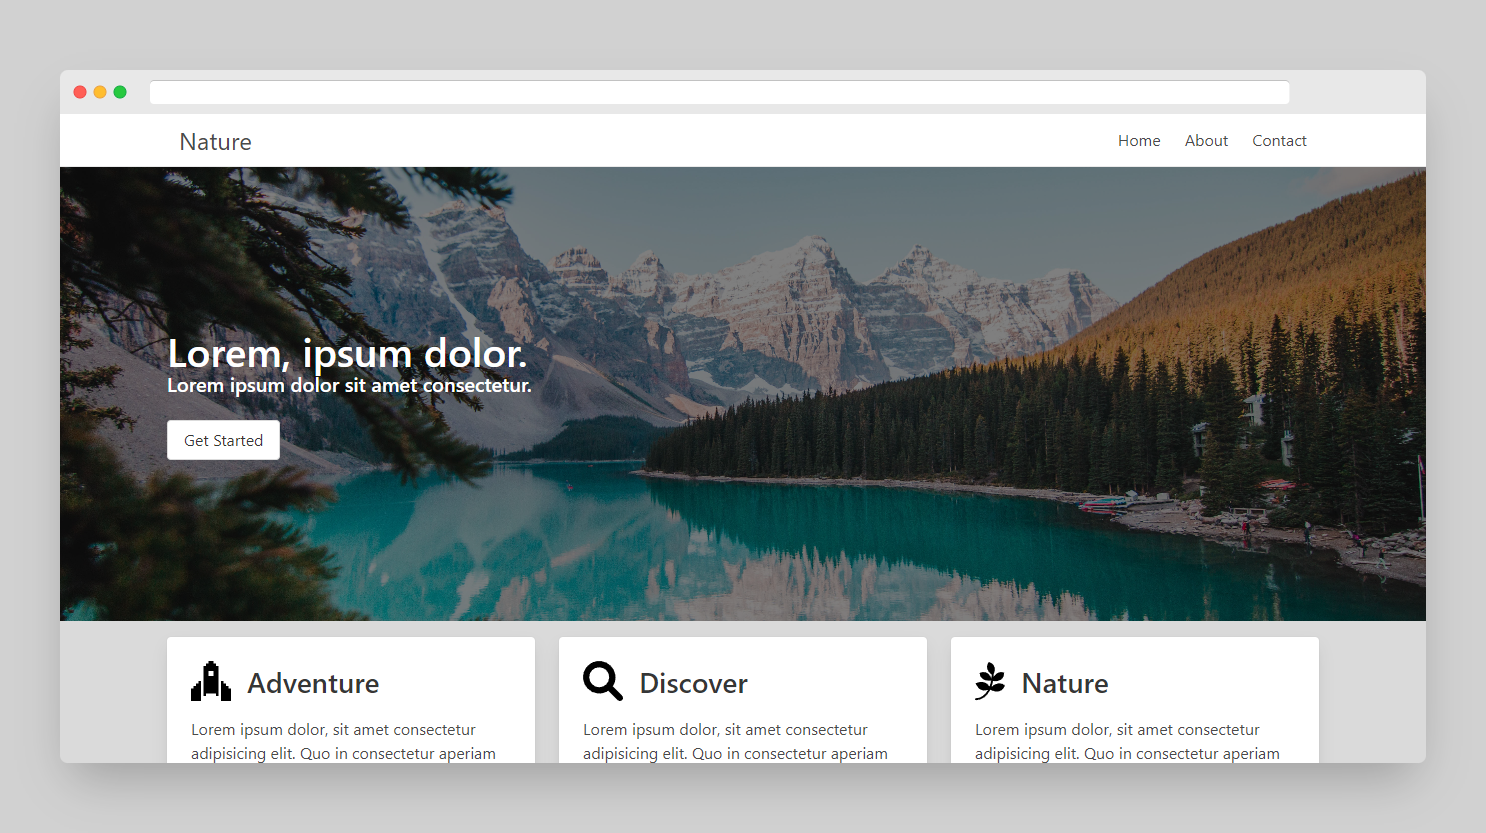 Nature
Home About Contact
Lorem, ipsum dolor.
Lorem ipsum dolor sit amet consectetur.
Get Started
Adventure
Lorem ipsum dolor, sit amet consectetur
adipisicing elit. Quo in consectetur aperiam
Discover
Lorem ipsum dolor, sit amet consectetur
adipisicing elit. Quo in consectetur aperiam
Nature
Lorem ipsum dolor, sit amet consectetur
adipisicing elit. Quo in consectetur aperiam